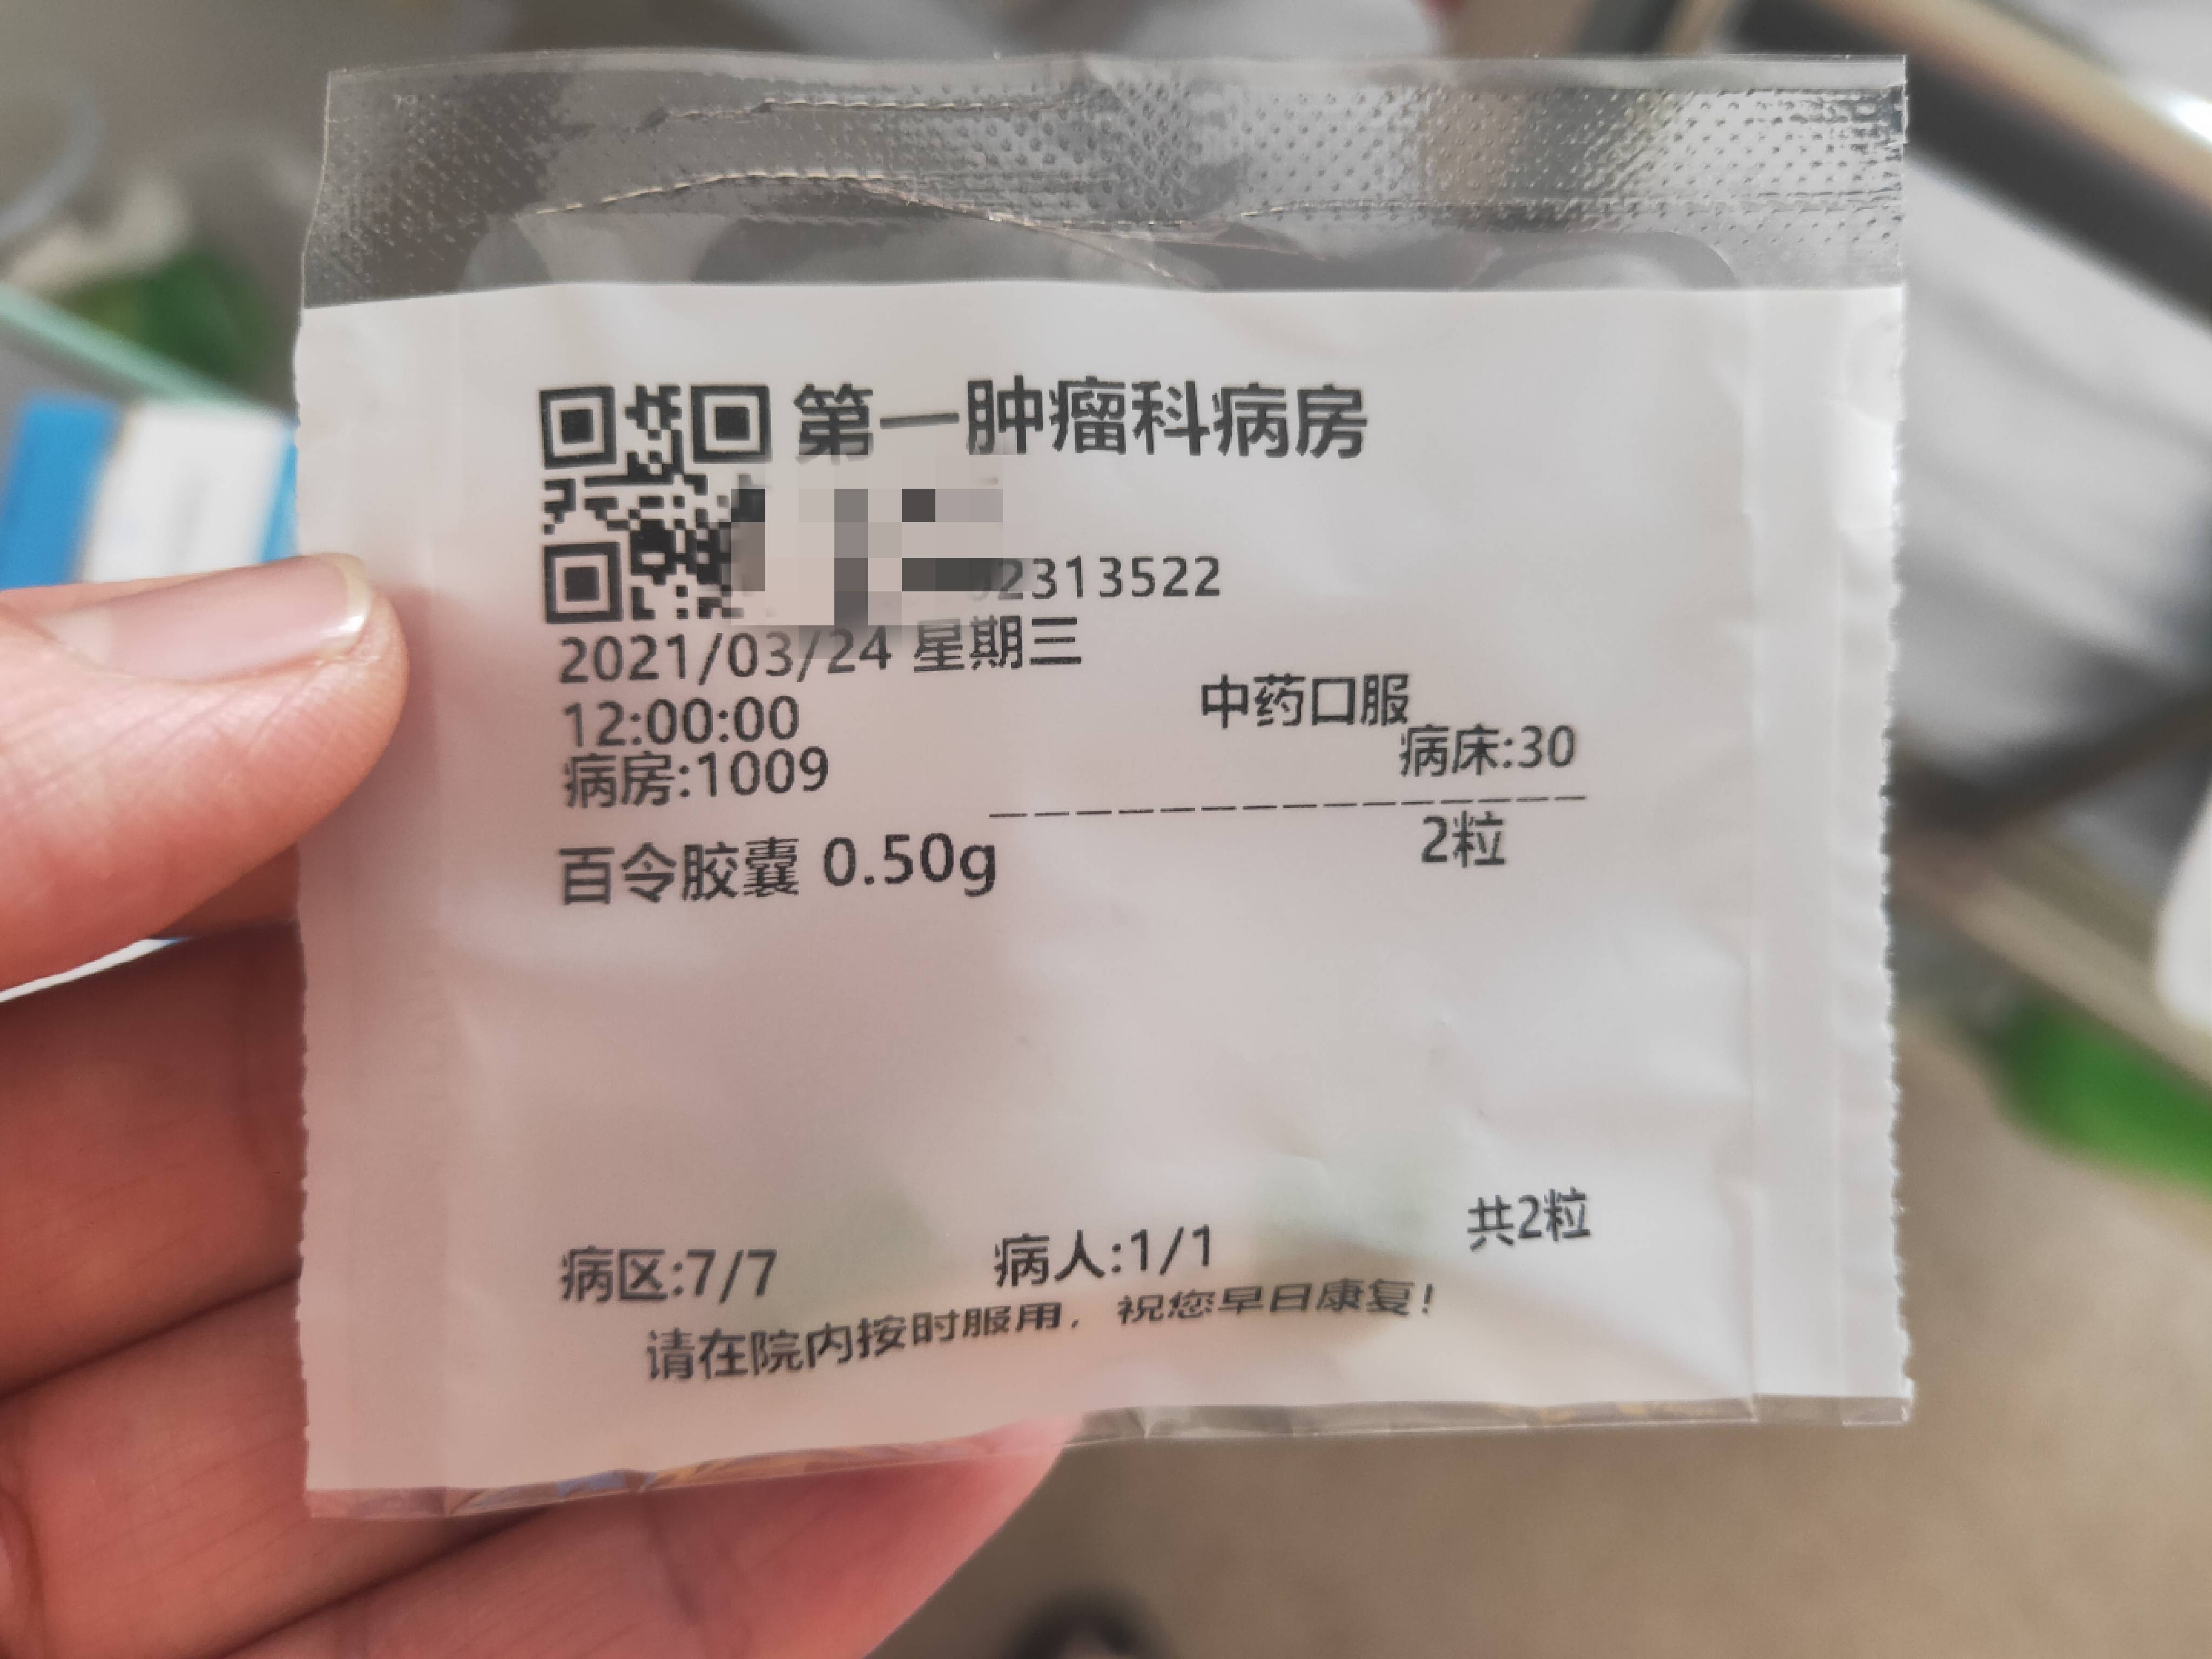 第一肿瘤科病房
2313522
2021/03/24 星期三
12:00:00
中药口服
病房:1009
病床:30
百令胶囊 0.50g
2粒
共2粒
病区:7/7
病人:1/1
请在院内按时服用，祝您早日康复！